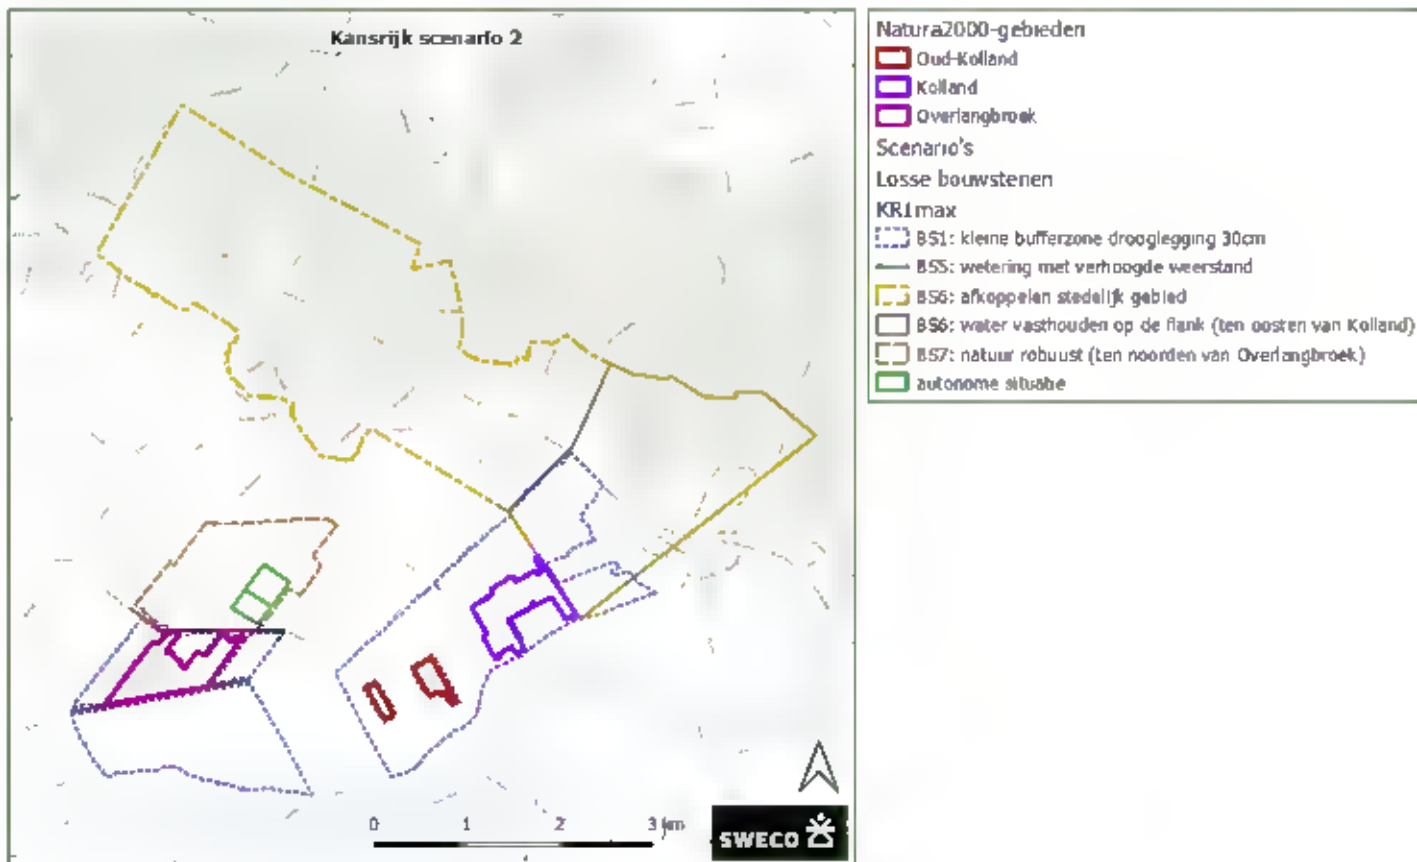 Kansrijk scenario 2
Natura2000-gebieden
Oud-Kolland
Kolland
Overlangbroek
Scenario's
Losse bouwstenen
KR1max
BS1: kleine bufferzone drooglegging 30cm
BS5: wetering met verhoogde weerstand
BS6: afkoppelen stedelijk gebied
BS6: water vasthouden op de flank (ten oosten van Kolland)
BS7: natuur robuust (ten noorden van Overlangbroek)
autonome situatie
0 1 2 3 km
SWECO